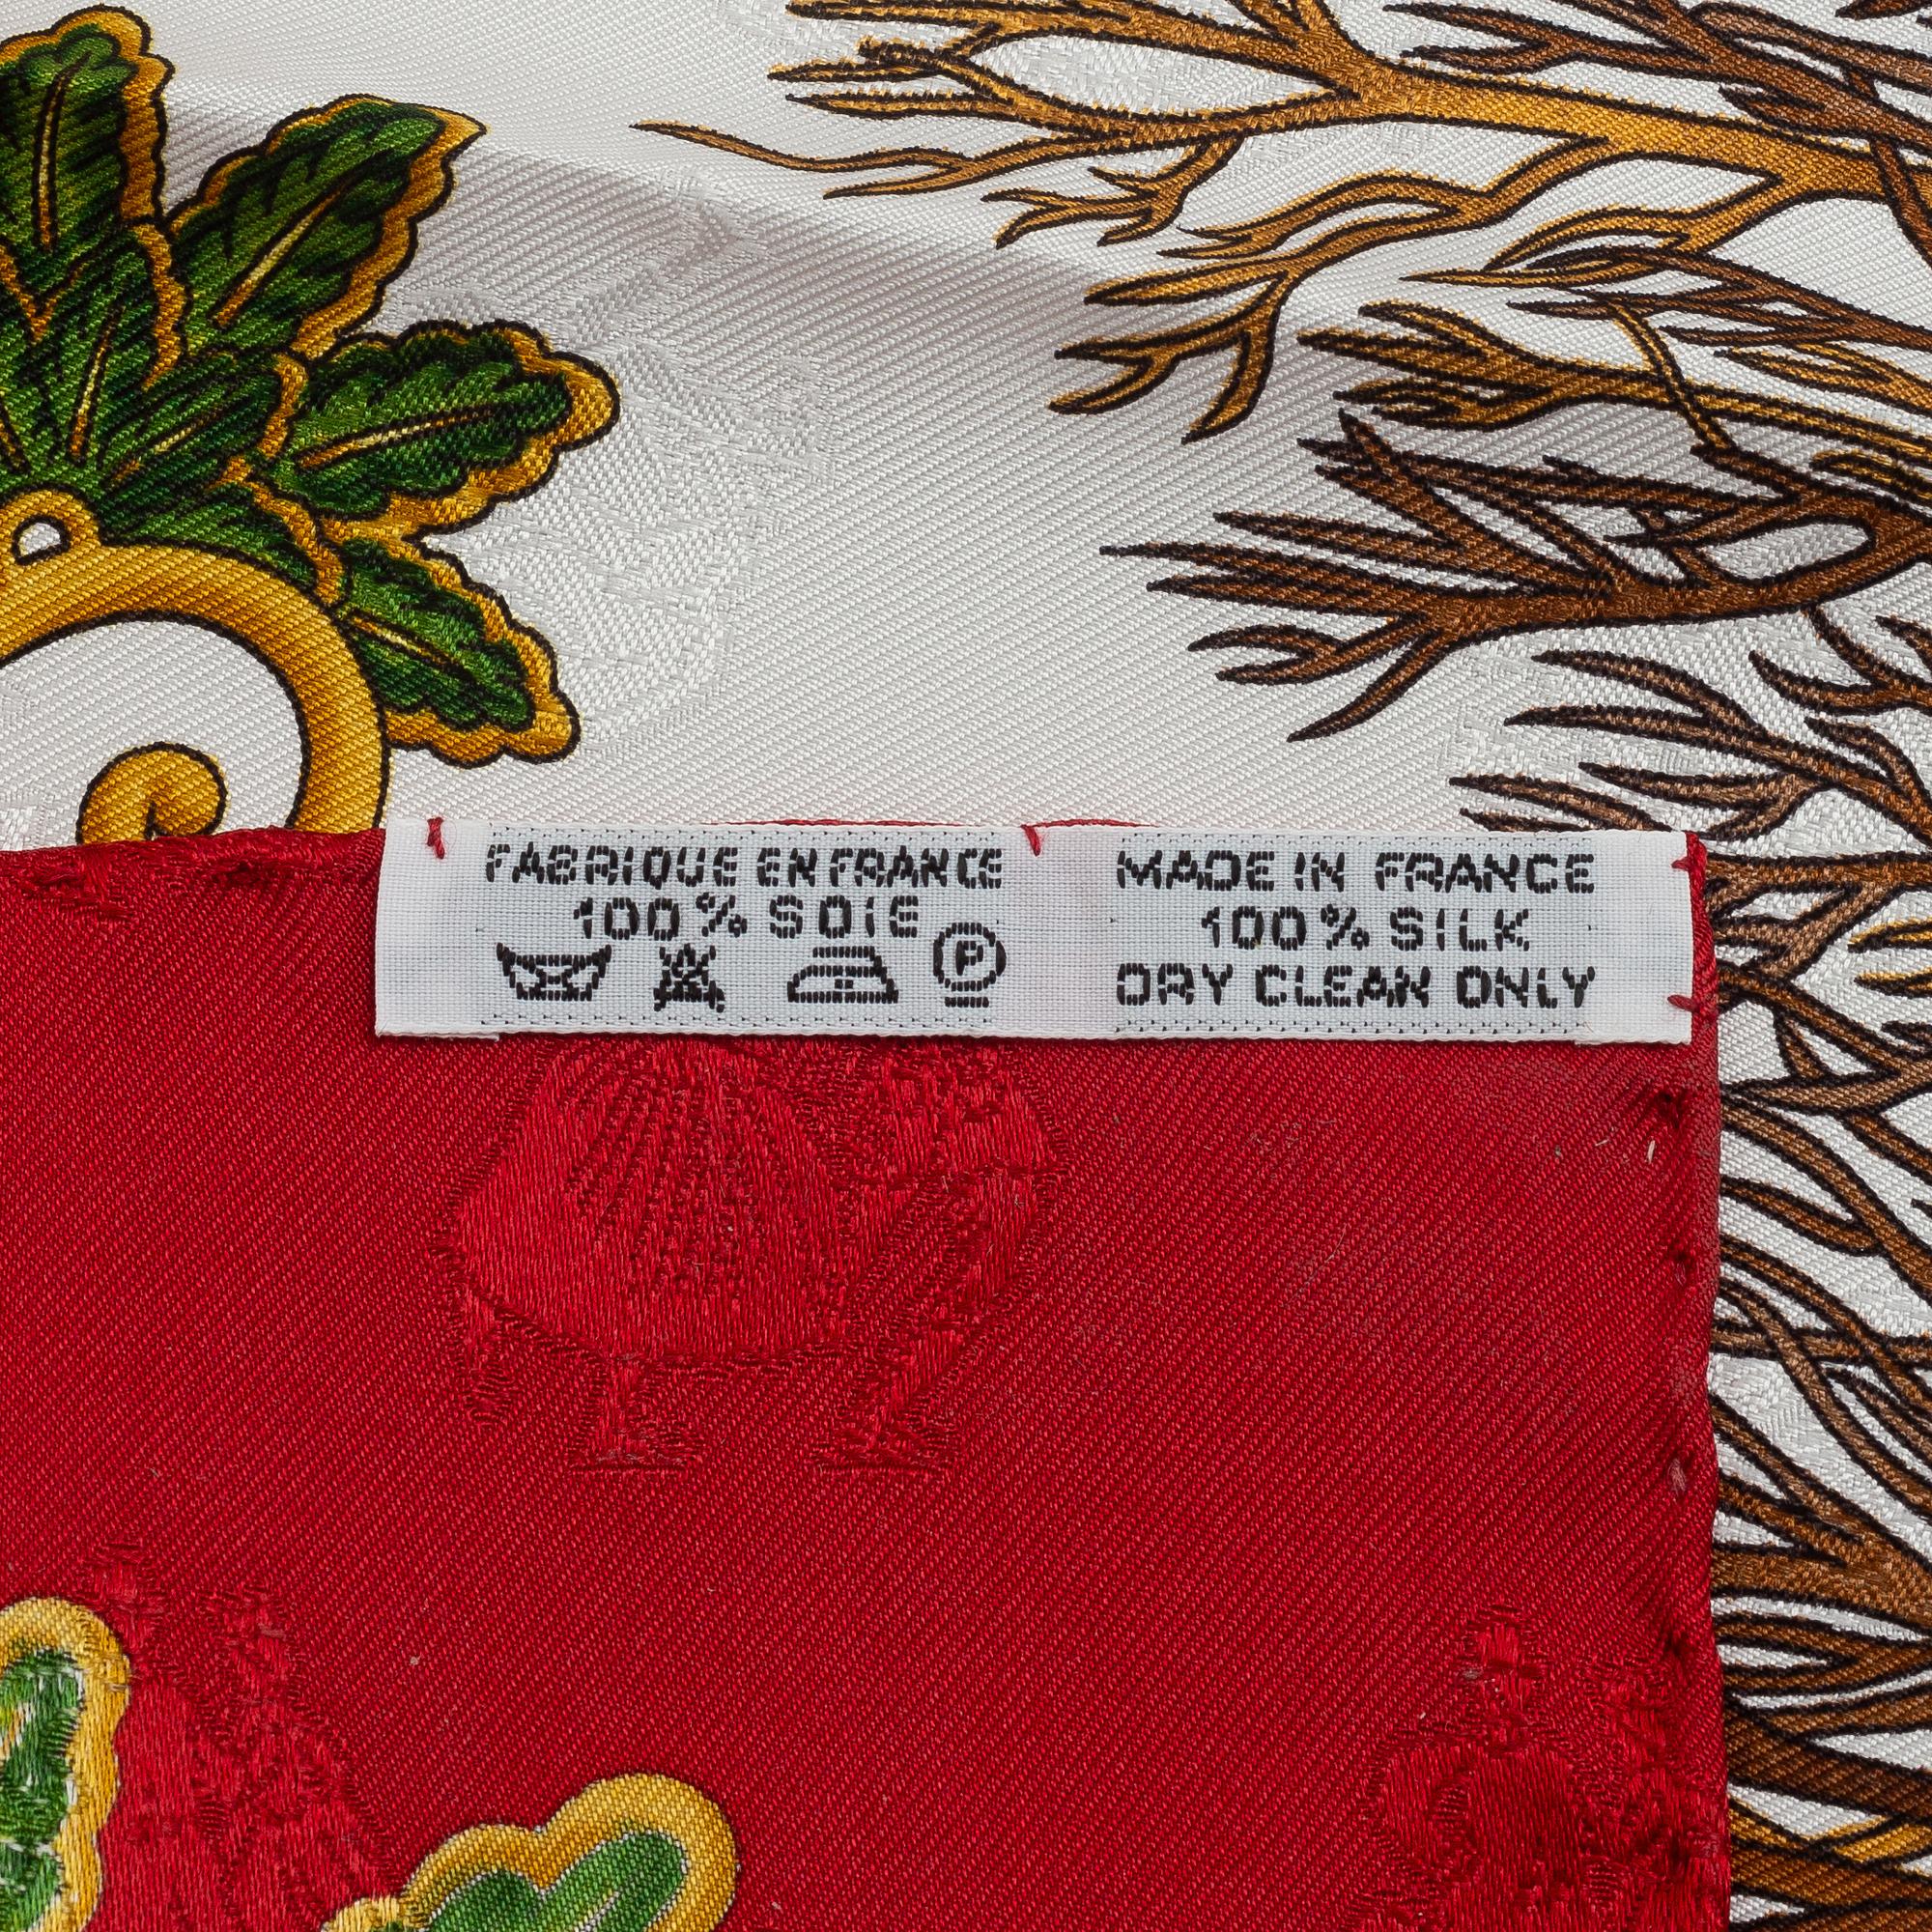 FABRIQUE EN FRANCE
100% SOIE
P
MADE IN FRANCE
100% SILK
DRY CLEAN ONLY